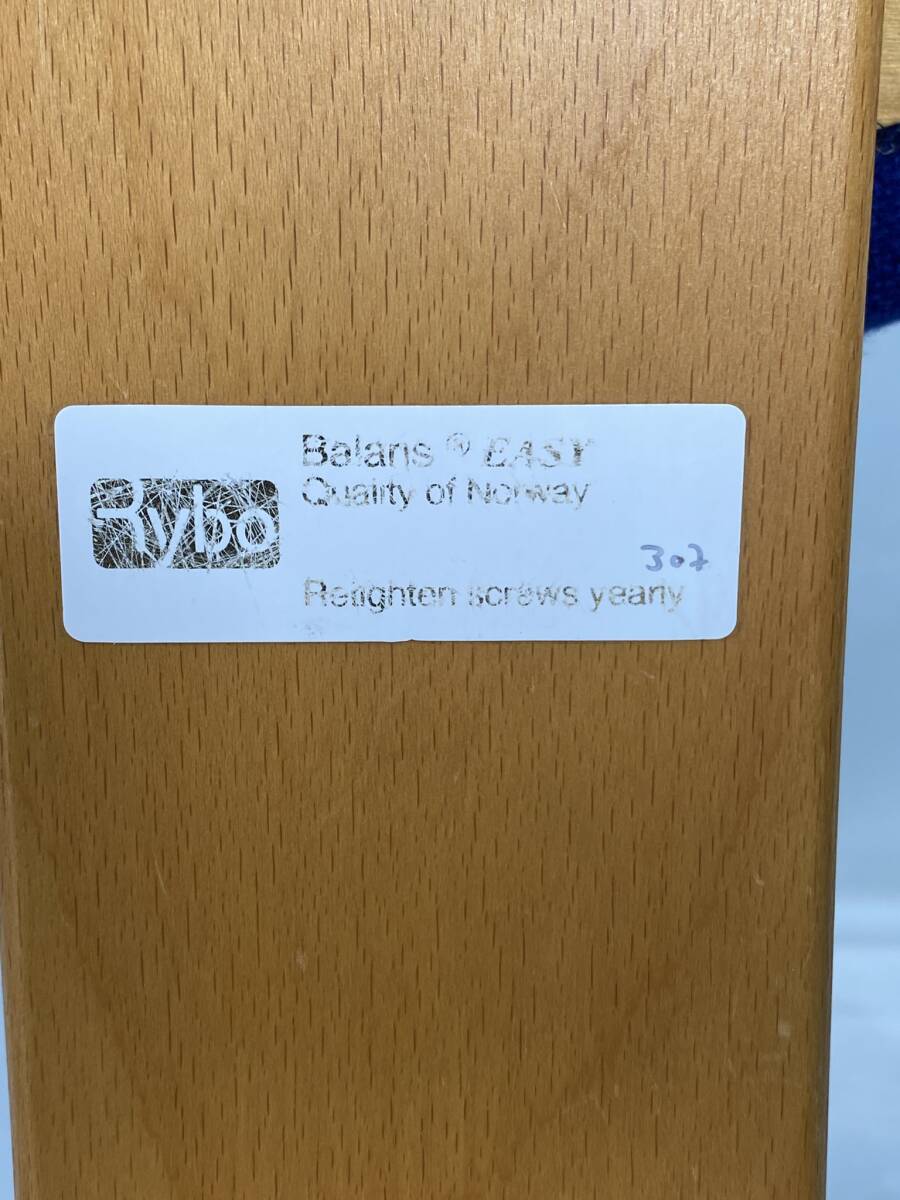 Rybo
Balans ® EASY
Quality of Norway
307
Retighten screws yearly